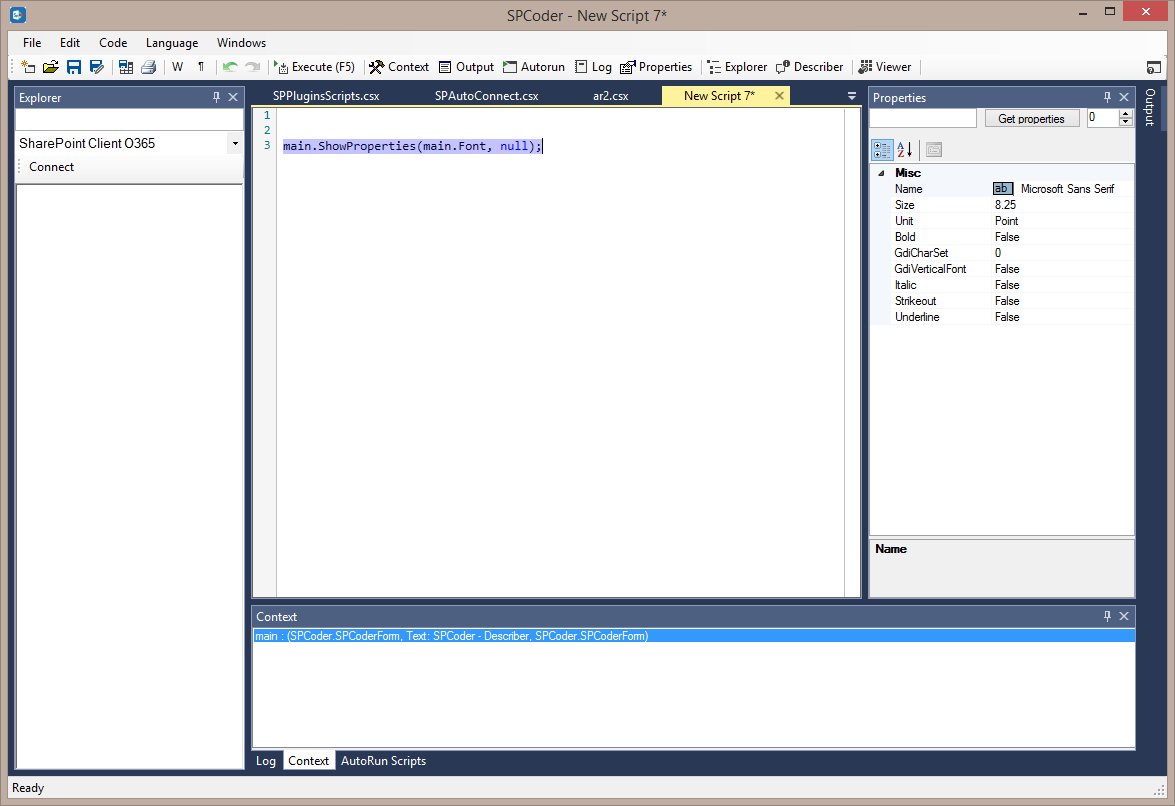 SPCoder - New Script 7*
File Edit Code Language Windows
W ¶ Execute (F5) Context Output Autorun Log Properties Explorer Describer Viewer
Explorer
SharePoint Client O365
Connect
SPPluginsScripts.csx SPAutoConnect.csx ar2.csx New Script 7*
1
2
3 main.ShowProperties(main.Font, null);
Properties
Get properties 0
Misc
Name ab Microsoft Sans Serif
Size 8.25
Unit Point
Bold False
GdiCharSet 0
GdiVerticalFont False
Italic False
Strikeout False
Underline False
Name
Output
Context
main : (SPCoder.SPCoderForm, Text: SPCoder - Describer, SPCoder.SPCoderForm)
Log Context AutoRun Scripts
Ready